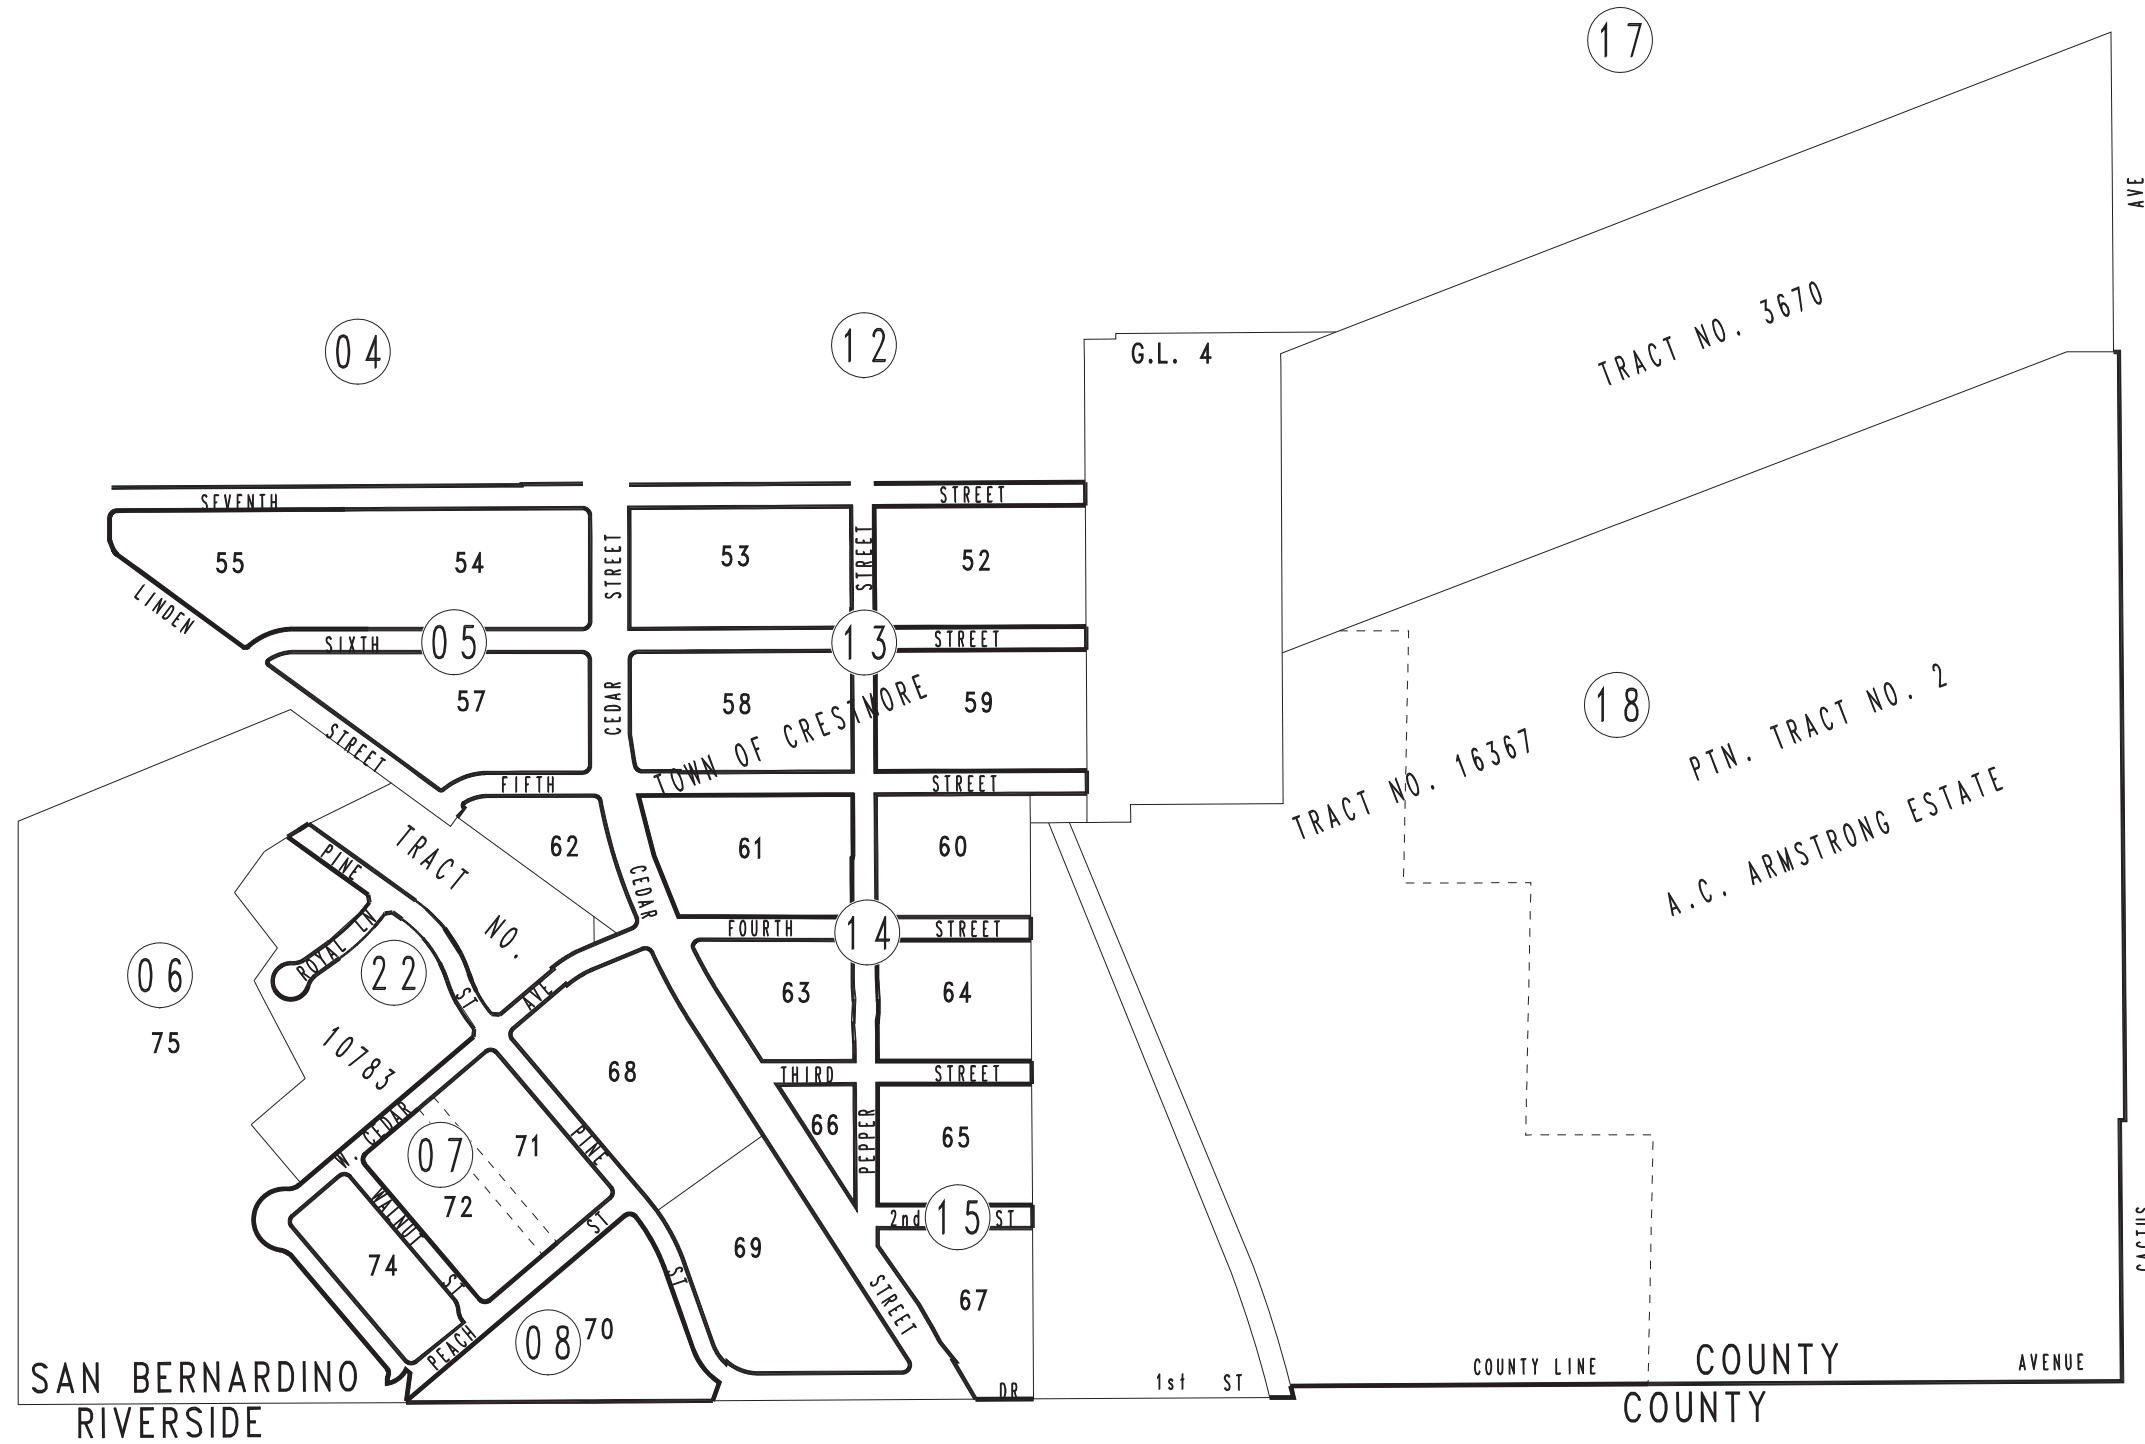 17
AVE
TRACT NO. 3670
04
12
G.L. 4
SEVENTH
STREET
55
54
STREET
53
STREET
52
LINDEN
SIXTH
05
13
STREET
57
CEDAR
58
59
TOWN OF CRESTMORE
18
PTN. TRACT NO. 2
TRACT NO. 16367
A.C. ARMSTRONG ESTATE
STREET
FIFTH
STREET
TRACT
NO.
10783
62
61
60
PINE
CEDAR
FOURTH
14
STREET
ROYAL LN
22
06
75
ST
AVE
63
64
68
THIRD
STREET
W. CEDAR
07
71
72
PINE
66
PEPPER
65
WALNUT
ST
74
ST
2nd
15
ST
CACTUS
69
ST
STREET
67
PEACH
08
70
SAN BERNARDINO
DR
1st ST
COUNTY LINE
COUNTY
AVENUE
RIVERSIDE
COUNTY